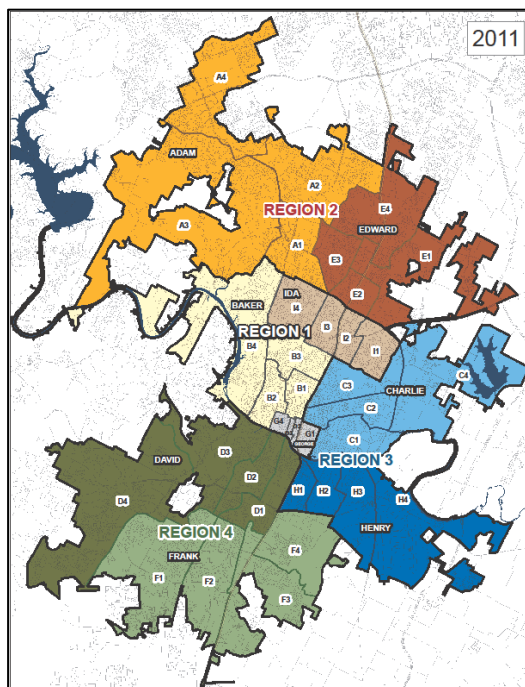 2011
A4
ADAM
A2
E4
REGION 2
EDWARD
A3
A1
E3
E1
E2
BAKER
IDA
I4
REGION 1
I3
I2
I1
B4
B3
C4
C3
CHARLIE
B2
B1
C2
G4
G1
C1
GEORGE
D3
DAVID
REGION 3
D2
H1
H2
H3
H4
D4
D1
HENRY
REGION 4
FRANK
F4
F1
F2
F3